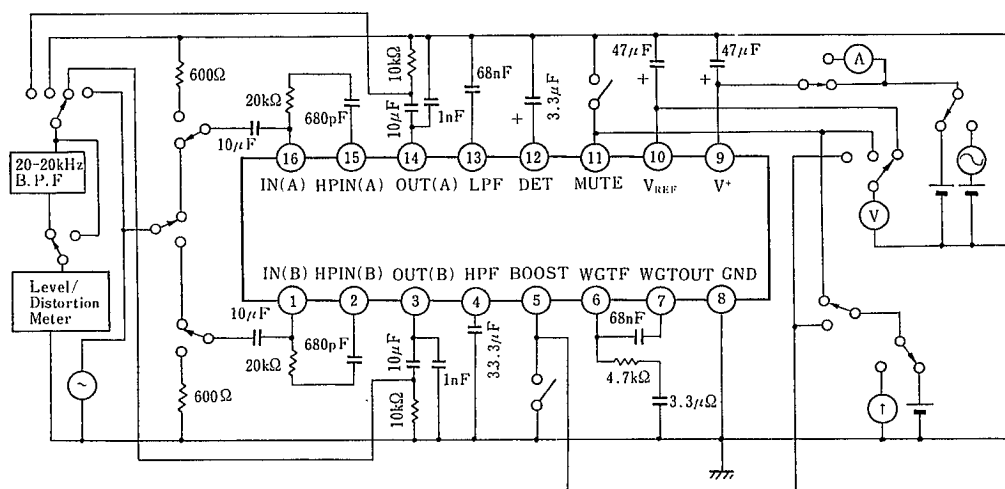 600Ω
20kΩ
10μF
680pF
10kΩ
10μF
1nF
68nF
3.3μF
+
47μF
+
47μF
+
A
20-20kHz
B.P.F
Level/
Distortion
Meter
~
16 15 14 13 12 11 10 9
IN(A) HPIN(A) OUT(A) LPF DET MUTE VREF V+
V
IN(B) HPIN(B) OUT(B) HPF BOOST WGTF WGTOUT GND
1 2 3 4 5 6 7 8
10μF
20kΩ
680pF
10μF
1nF
10kΩ
33.3μF
68nF
4.7kΩ
3.3μΩ
600Ω
↑